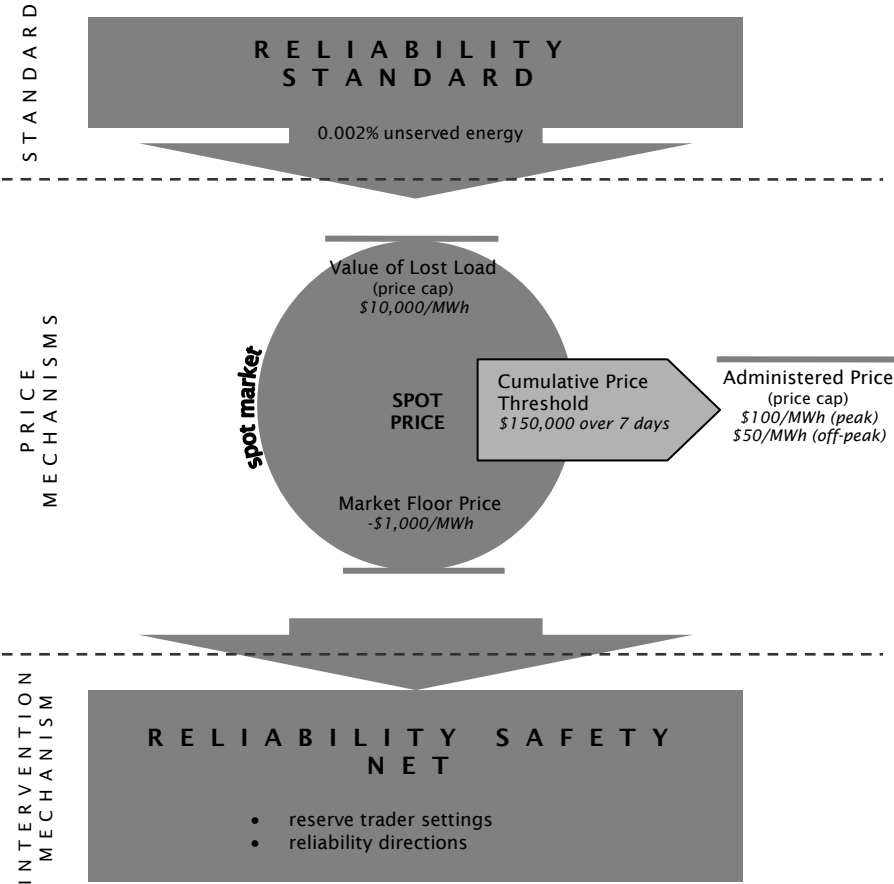 STANDARD
RELIABILITY
STANDARD
0.002% unserved energy
PRICE
MECHANISMS
spot market
Value of Lost Load
(price cap)
$10,000/MWh
SPOT
PRICE
Cumulative Price
Threshold
$150,000 over 7 days
Administered Price
(price cap)
$100/MWh (peak)
$50/MWh (off-peak)
Market Floor Price
-$1,000/MWh
INTERVENTION
MECHANISM
RELIABILITY SAFETY
NET
• reserve trader settings
• reliability directions